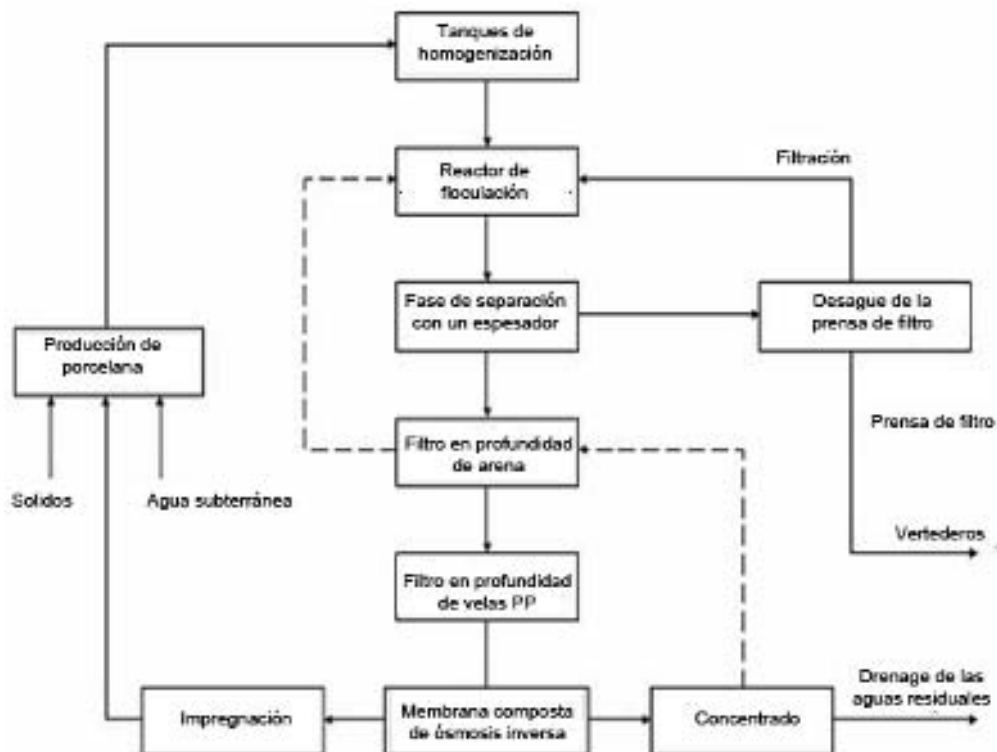 Tanques de
homogenización
Reactor de
floculación
Filtración
Fase de separación
con un espesador
Desague de la
prensa de filtro
Producción de
porcelana
Prensa de filtro
Filtro en profundidad
de arena
Solidos
Agua subterránea
Vertederos
Filtro en profundidad
de velas PP
Drenage de las
aguas residuales
Impregnación
Membrana composta
de ósmosis inversa
Concentrado